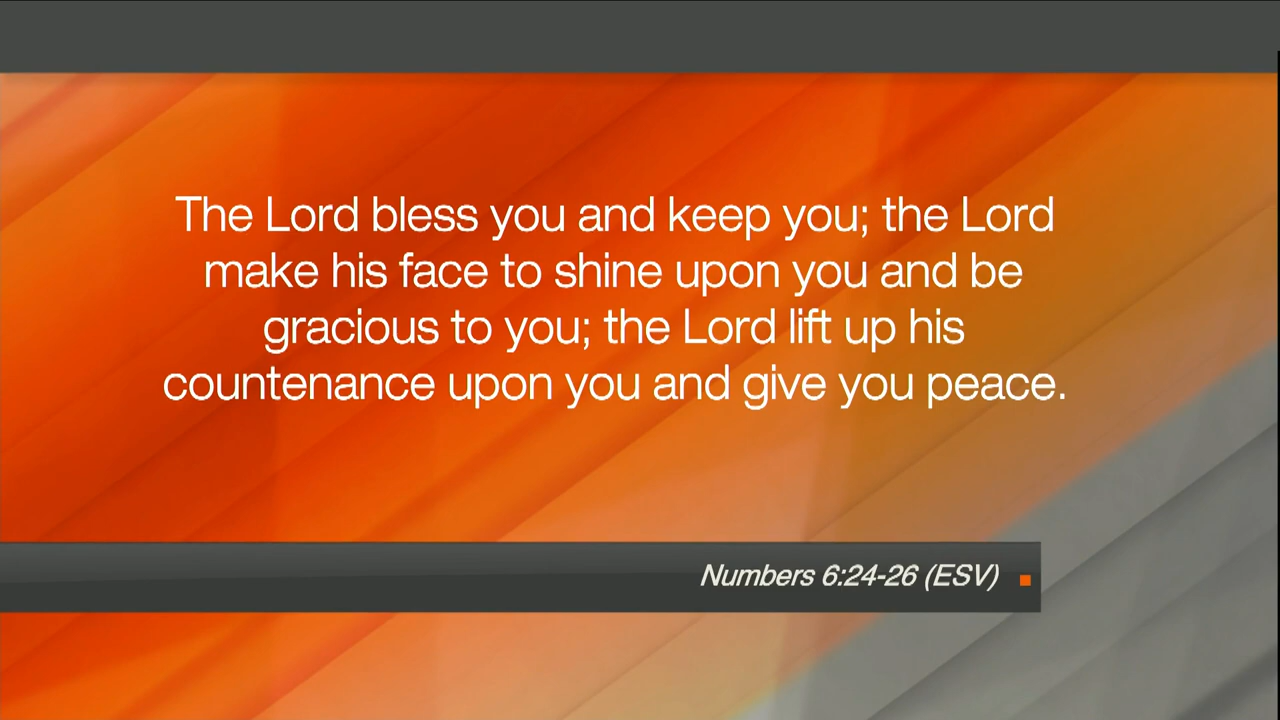 The Lord bless you and keep you; the Lord
make his face to shine upon you and be
gracious to you; the Lord lift up his
countenance upon you and give you peace.
Numbers 6:24-26 (ESV)